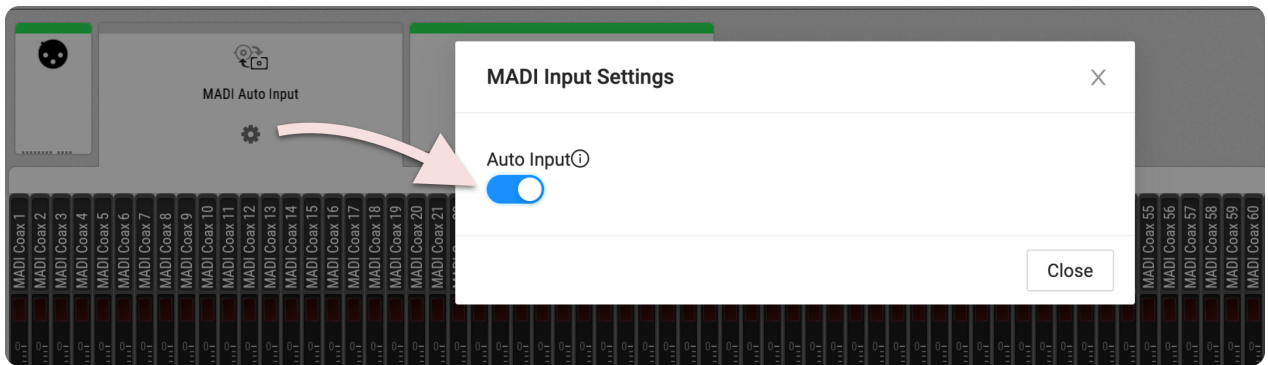 MADI Auto Input
MADI Input Settings
X
Auto Input
Close
MADI Coax 1
MADI Coax 2
MADI Coax 3
MADI Coax 4
MADI Coax 5
MADI Coax 6
MADI Coax 7
MADI Coax 8
MADI Coax 9
MADI Coax 10
MADI Coax 11
MADI Coax 12
MADI Coax 13
MADI Coax 14
MADI Coax 15
MADI Coax 16
MADI Coax 17
MADI Coax 18
MADI Coax 19
MADI Coax 20
MADI Coax 21
MADI Coax 55
MADI Coax 56
MADI Coax 57
MADI Coax 58
MADI Coax 59
MADI Coax 60